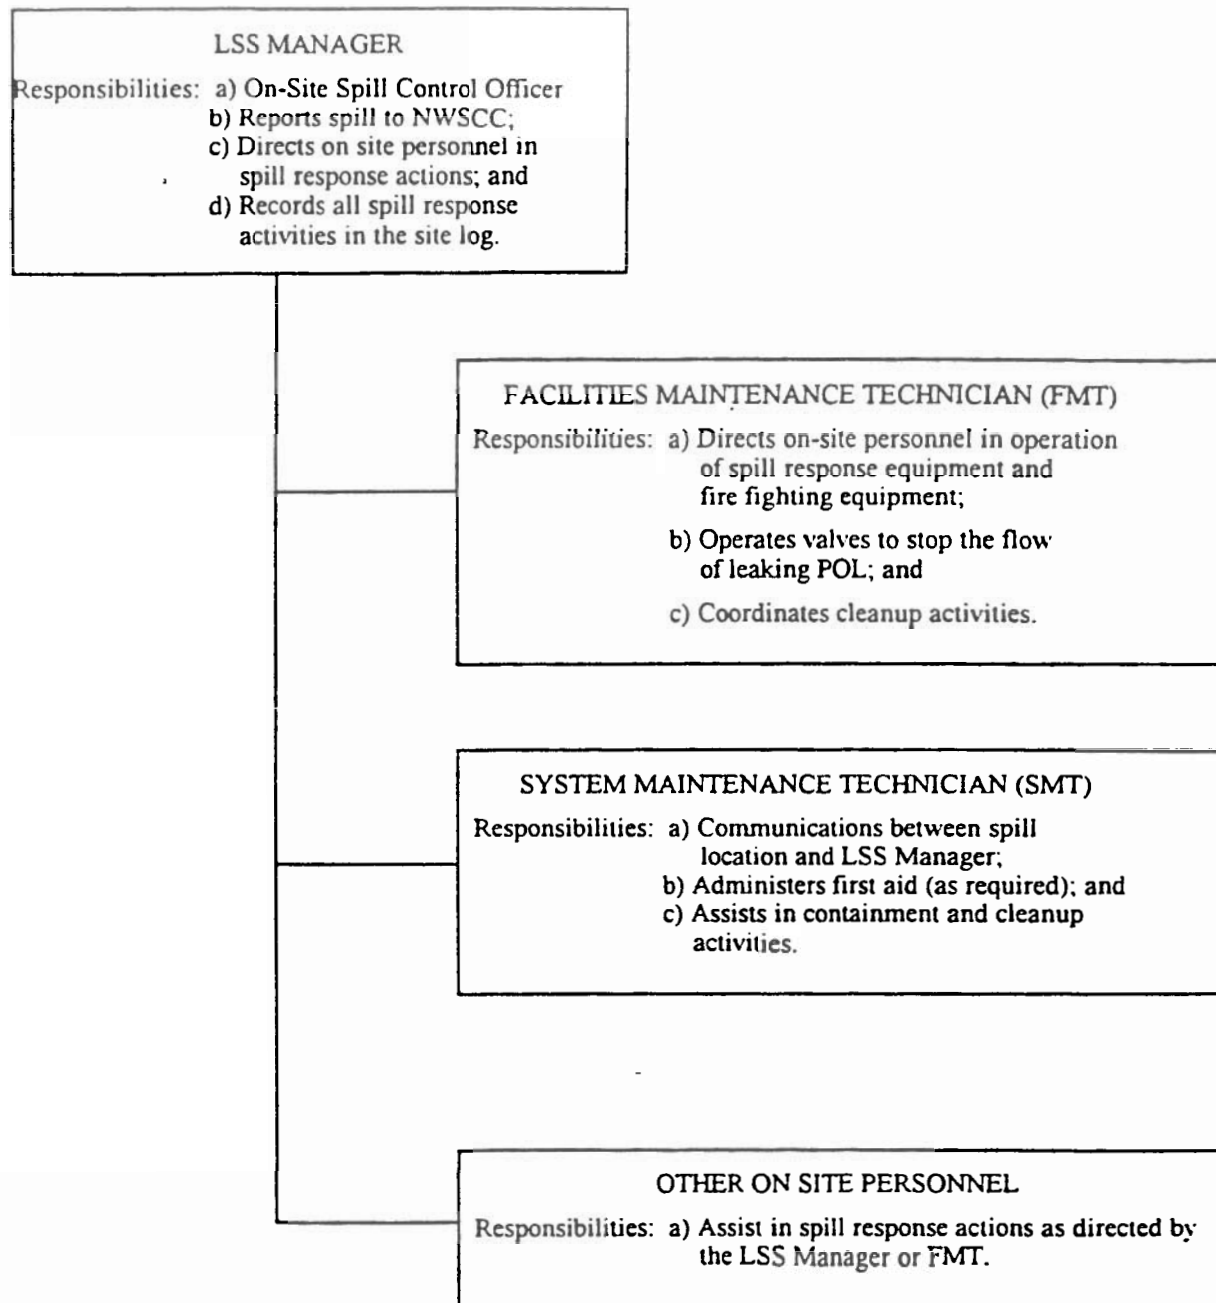 LSS MANAGER
Responsibilities: a) On-Site Spill Control Officer
b) Reports spill to NWSCC;
c) Directs on site personnel in
spill response actions; and
d) Records all spill response
activities in the site log.
FACILITIES MAINTENANCE TECHNICIAN (FMT)
Responsibilities: a) Directs on-site personnel in operation
of spill response equipment and
fire fighting equipment;
b) Operates valves to stop the flow
of leaking POL; and
c) Coordinates cleanup activities.
SYSTEM MAINTENANCE TECHNICIAN (SMT)
Responsibilities: a) Communications between spill
location and LSS Manager;
b) Administers first aid (as required); and
c) Assists in containment and cleanup
activities.
OTHER ON SITE PERSONNEL
Responsibilities: a) Assist in spill response actions as directed by
the LSS Manager or FMT.